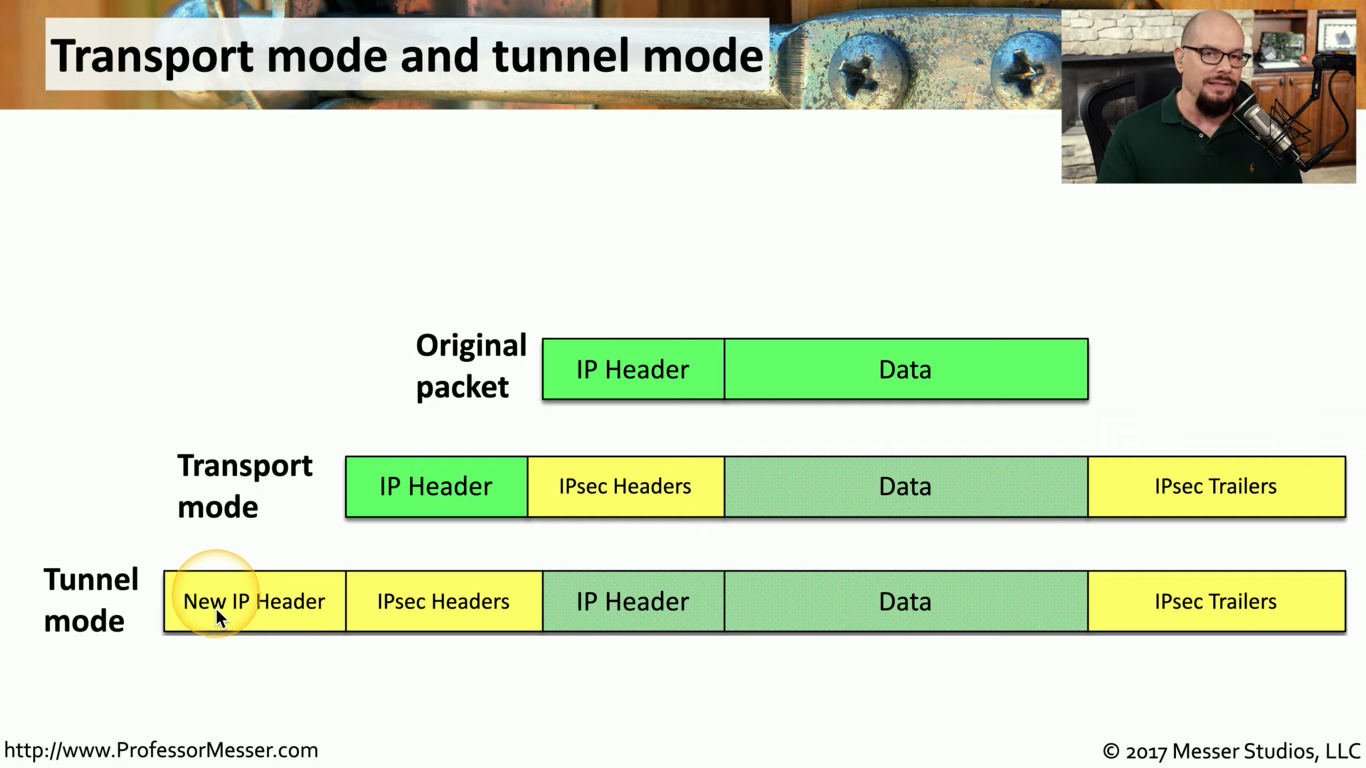 Transport mode and tunnel mode
Original
packet
IP Header
Data
Transport
mode
IP Header
IPsec Headers
Data
IPsec Trailers
Tunnel
mode
New IP Header
IPsec Headers
IP Header
Data
IPsec Trailers
http://www.ProfessorMesser.com
© 2017 Messer Studios, LLC